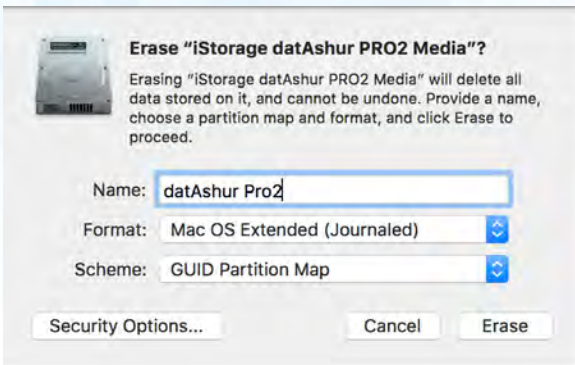 Erase “iStorage datAshur PRO2 Media”?
Erasing “iStorage datAshur PRO2 Media” will delete all
data stored on it, and cannot be undone. Provide a name,
choose a partition map and format, and click Erase to
proceed.
Name: datAshur Pro2
Format: Mac OS Extended (Journaled)
Scheme: GUID Partition Map
Security Options... Cancel Erase